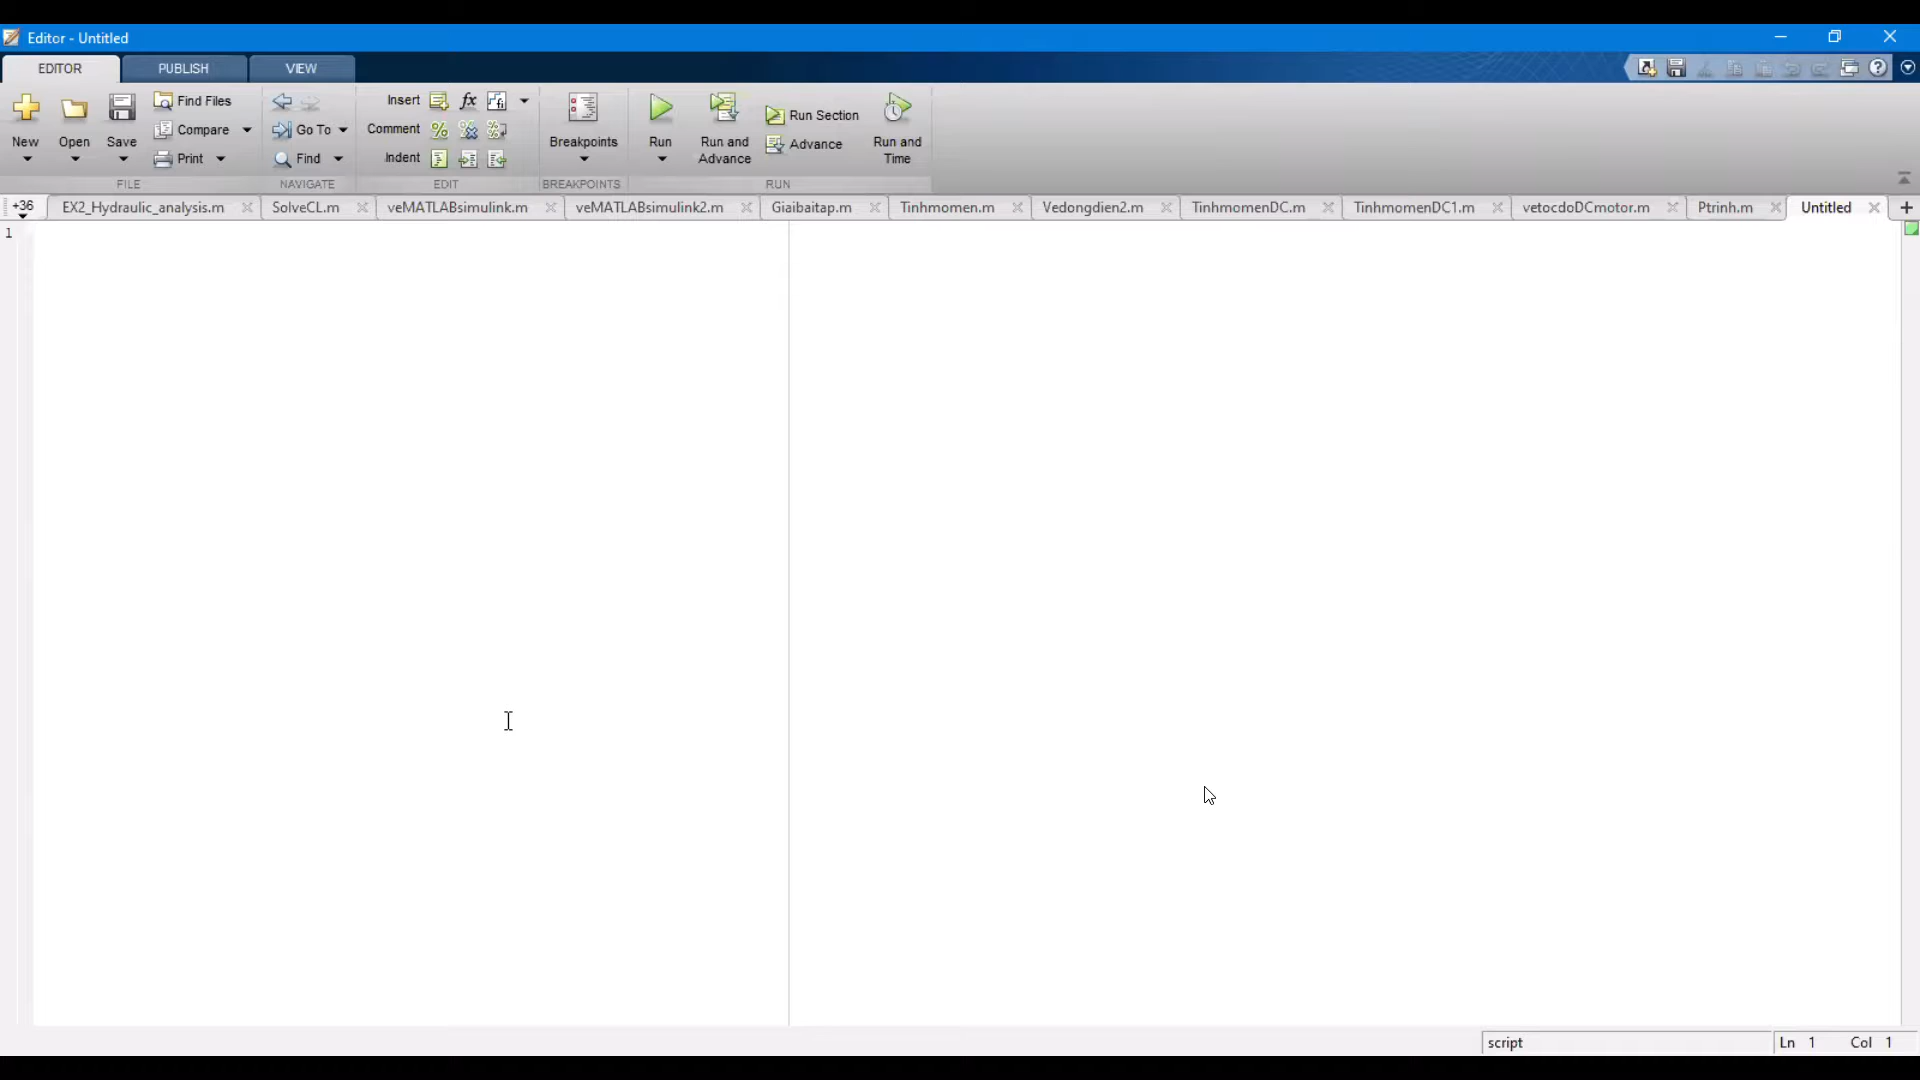 Editor - Untitled
EDITOR PUBLISH VIEW
New Open Save Find Files Compare Print
FILE
Go To Find
NAVIGATE
Insert fx
Comment
Indent
EDIT
Breakpoints
BREAKPOINTS
Run Run and Advance Run Section Advance Run and Time
RUN
+36 EX2_Hydraulic_analysis.m SolveCL.m veMATLABsimulink.m veMATLABsimulink2.m Giaibaitap.m Tinhmomen.m Vedongdien2.m TinhmomenDC.m TinhmomenDC1.m vetocdoDCmotor.m Ptrinh.m Untitled
1
script Ln 1 Col 1